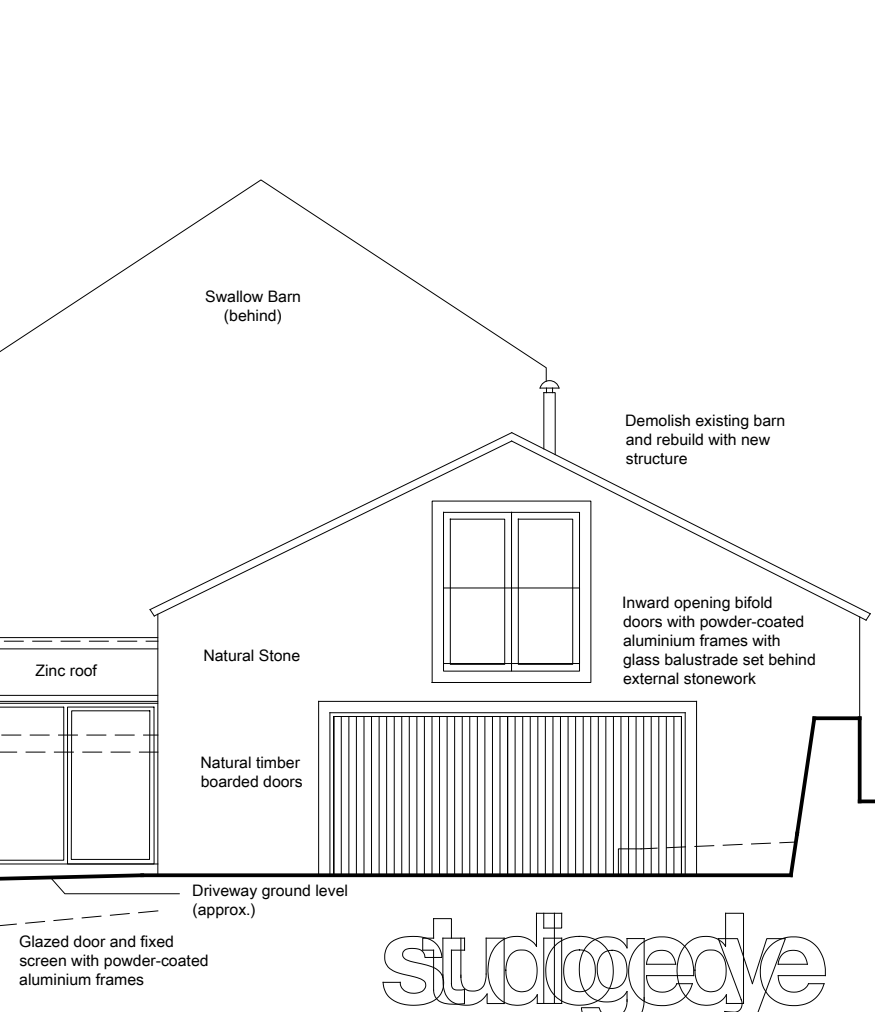 Swallow Barn
(behind)
Demolish existing barn
and rebuild with new
structure
Inward opening bifold
doors with powder-coated
aluminium frames with
glass balustrade set behind
external stonework
Natural Stone
Zinc roof
Natural timber
boarded doors
Driveway ground level
(approx.)
Glazed door and fixed
screen with powder-coated
aluminium frames
studiogedye